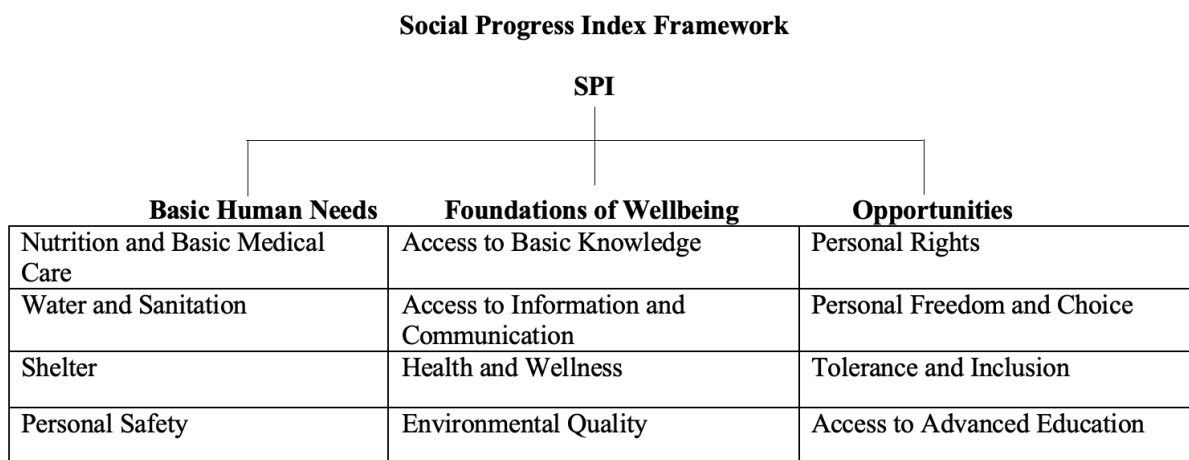 Social Progress Index Framework
SPI
Basic Human Needs Foundations of Wellbeing Opportunities
Nutrition and Basic Medical
Care
Access to Basic Knowledge
Personal Rights
Water and Sanitation
Access to Information and
Communication
Personal Freedom and Choice
Shelter
Health and Wellness
Tolerance and Inclusion
Personal Safety
Environmental Quality
Access to Advanced Education